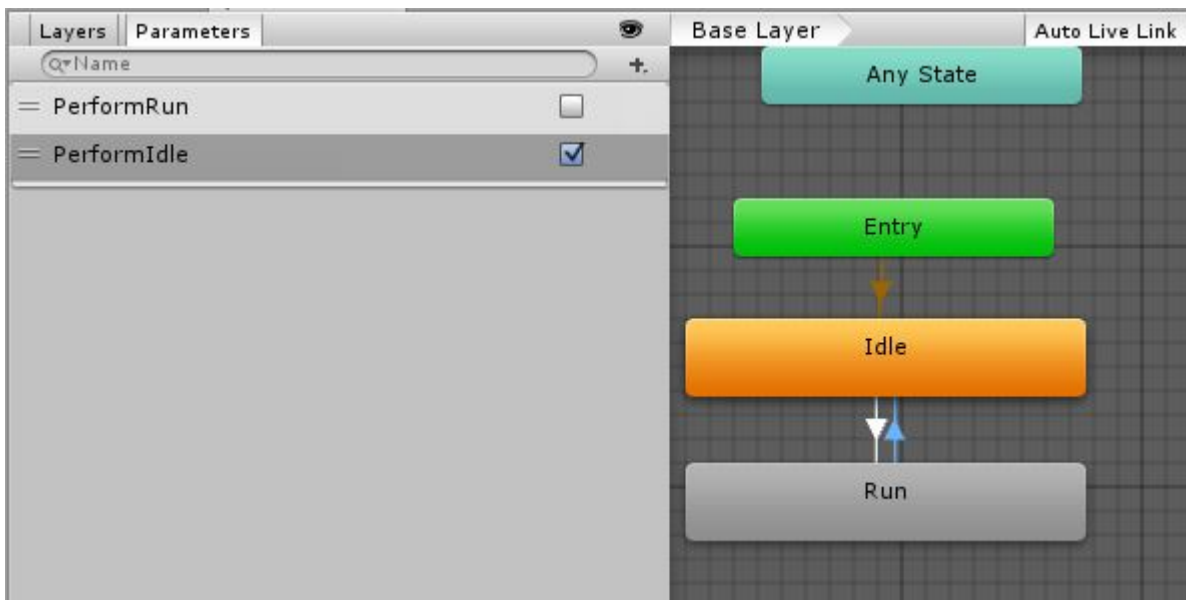 Layers Parameters
Base Layer
Auto Live Link
Name
PerformRun
PerformIdle
Any State
Entry
Idle
Run